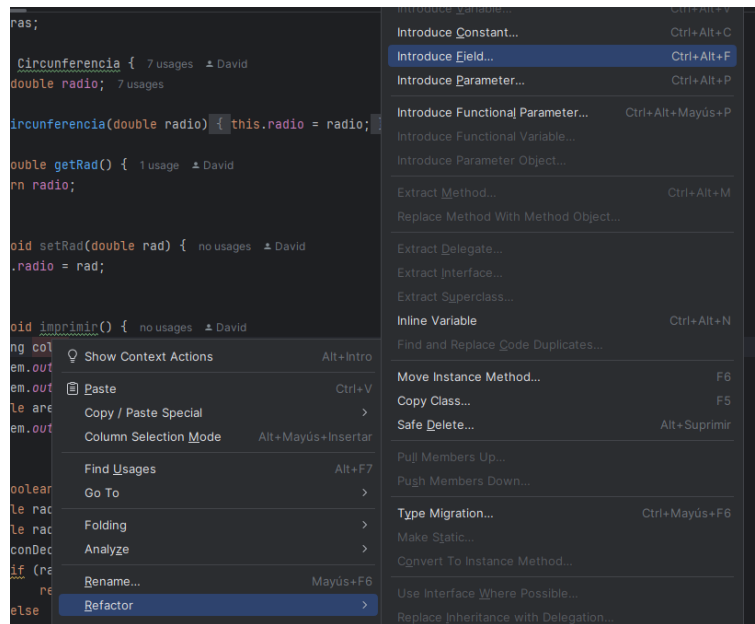 ras;
Circunferencia { 7 usages David
double radio; 7 usages
ircunferencia(double radio) { this.radio = radio; }
ouble getRad() { 1 usage David
rn radio;
oid setRad(double rad) { no usages David
.radio = rad;
oid imprimir() { no usages David
ng col
em.out
em.out
le are
em.out
oolear
le rad
le rad
conDec
if (ra
re
else
Show Context Actions Alt+Intro
Paste Ctrl+V
Copy / Paste Special
Column Selection Mode Alt+Mayús+Insertar
Find Usages Alt+F7
Go To
Folding
Analyze
Rename... Mayús+F6
Refactor
Introduce Variable... Ctrl+Alt+V
Introduce Constant... Ctrl+Alt+C
Introduce Field... Ctrl+Alt+F
Introduce Parameter... Ctrl+Alt+P
Introduce Functional Parameter... Ctrl+Alt+Mayús+P
Introduce Functional Variable...
Introduce Parameter Object...
Extract Method... Ctrl+Alt+M
Replace Method With Method Object...
Extract Delegate...
Extract Interface...
Extract Superclass...
Inline Variable Ctrl+Alt+N
Find and Replace Code Duplicates...
Move Instance Method... F6
Copy Class... F5
Safe Delete... Alt+Suprimir
Pull Members Up...
Push Members Down...
Type Migration... Ctrl+Mayús+F6
Make Static...
Convert To Instance Method...
Use Interface Where Possible...
Replace Inheritance with Delegation...